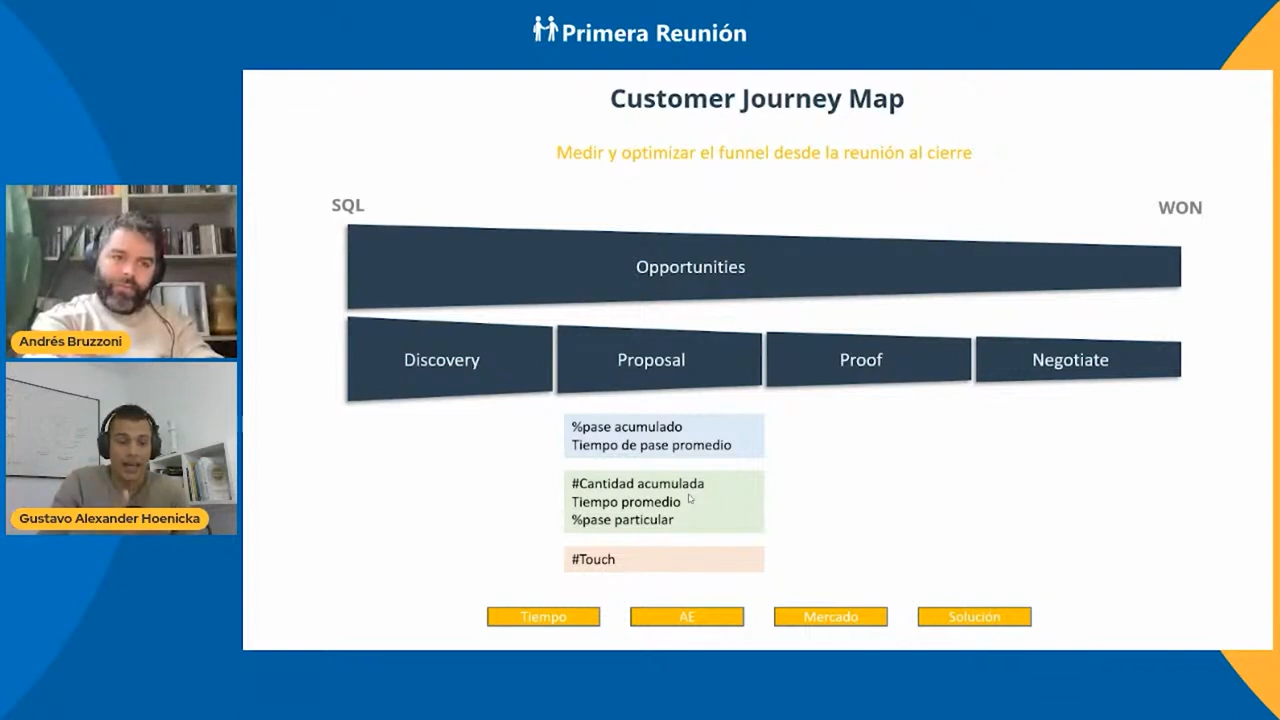 Primera Reunión
Customer Journey Map
Medir y optimizar el funnel desde la reunión al cierre
SQL
WON
Opportunities
Discovery
Proposal
Proof
Negotiate
%pase acumulado
Tiempo de pase promedio
#Cantidad acumulada
Tiempo promedio
%pase particular
#Touch
Tiempo
AE
Mercado
Solución
Andrés Bruzzoni
Gustavo Alexander Hoenicka